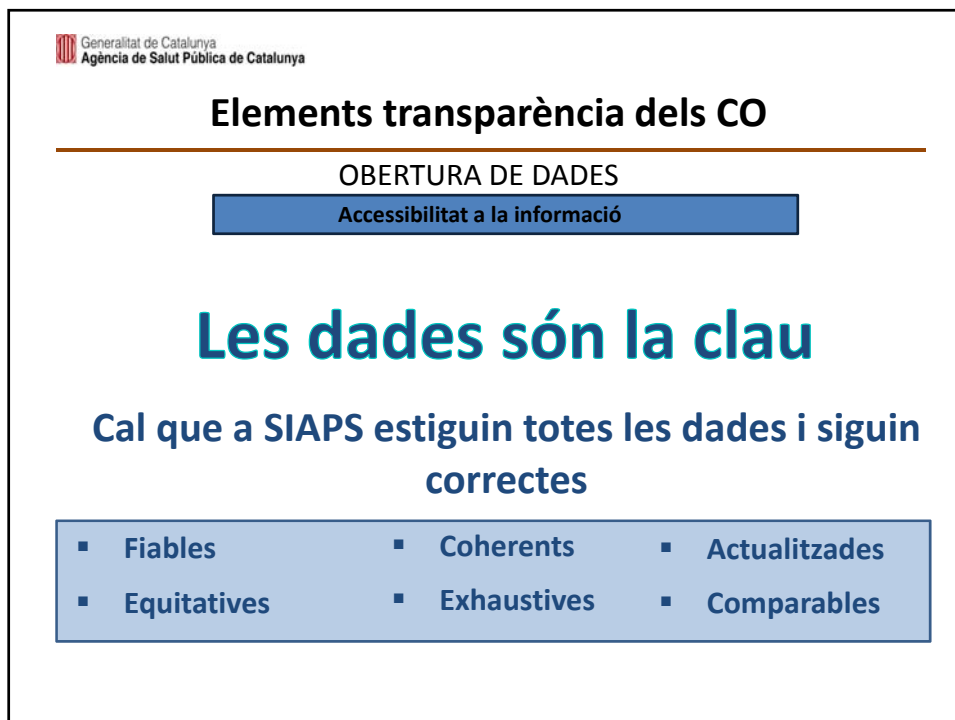 Generalitat de Catalunya
Agència de Salut Pública de Catalunya
Elements transparència dels CO
OBERTURA DE DADES
Accessibilitat a la informació
Les dades són la clau
Cal que a SIAPS estiguin totes les dades i siguin
correctes
▪ Fiables ▪ Coherents ▪ Actualitzades
▪ Equitatives ▪ Exhaustives ▪ Comparables